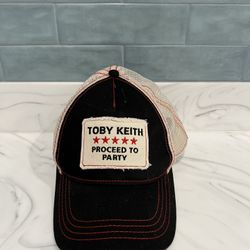 TOBY KEITH
★★★★★
PROCEED TO
PARTY